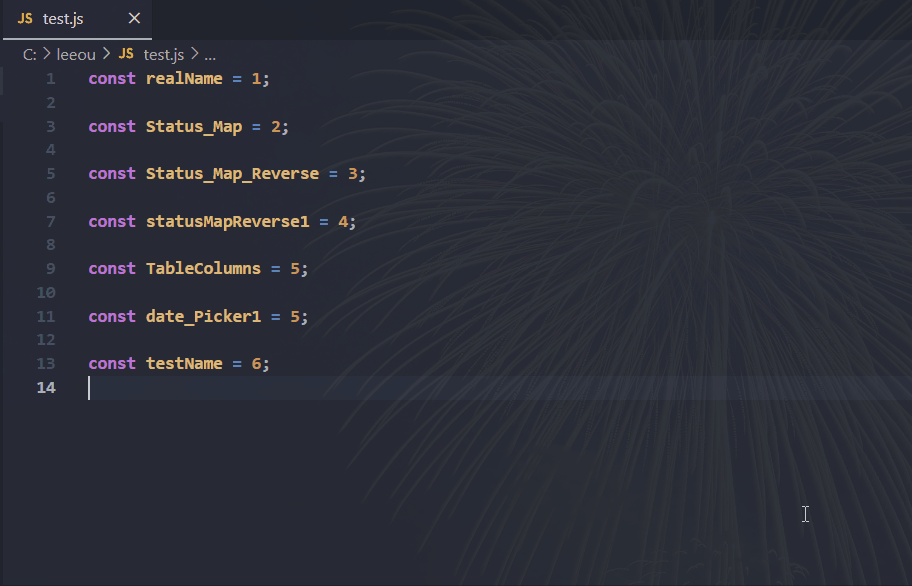 JS test.js ×
C: > leeou > JS test.js > ...
1 const realName = 1;
2
3 const Status_Map = 2;
4
5 const Status_Map_Reverse = 3;
6
7 const statusMapReverse1 = 4;
8
9 const TableColumns = 5;
10
11 const date_Picker1 = 5;
12
13 const testName = 6;
14